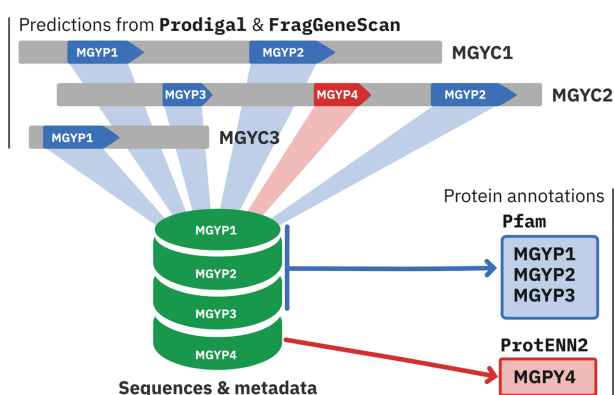 Predictions from Prodigal & FragGeneScan
MGYP1 MGYP2 MGYC1
MGYP3 MGYP4 MGYP2 MGYC2
MGYP1 MGYC3
Protein annotations
Pfam
MGYP1
MGYP2
MGYP3
MGYP1
MGYP2
MGYP3
MGYP4
ProtENN2
MGPY4
Sequences & metadata